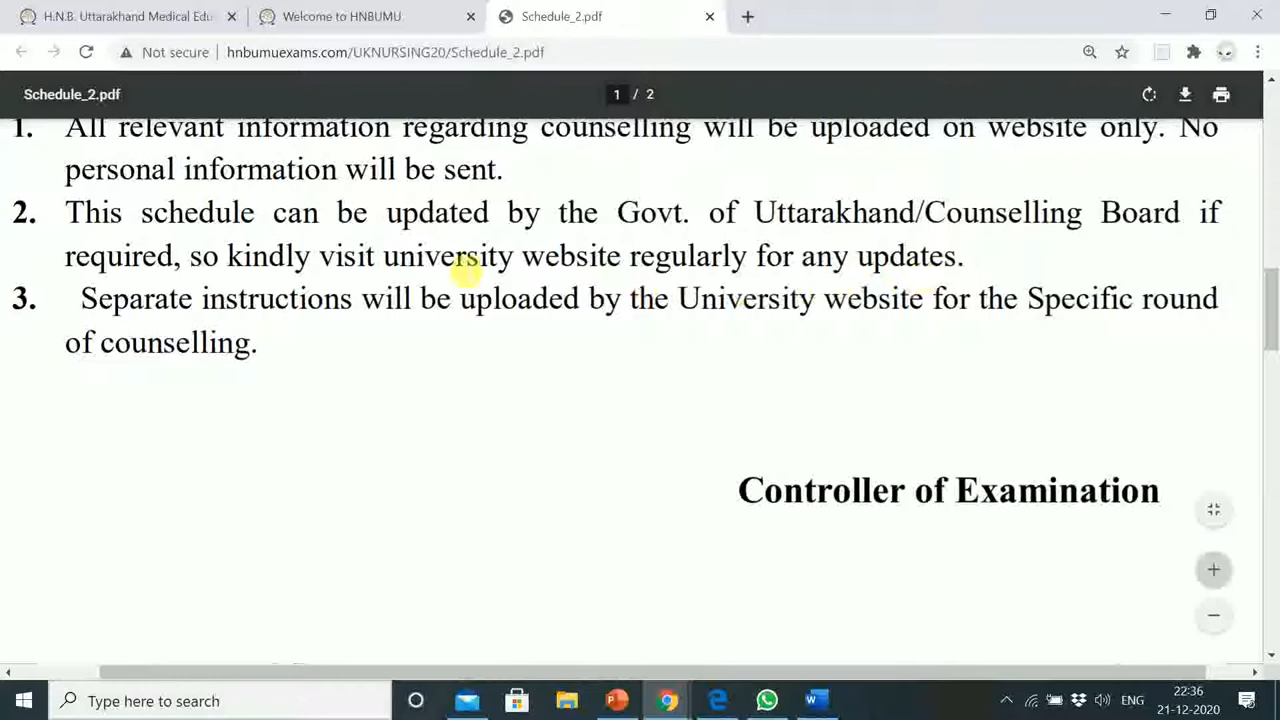 H.N.B. Uttarakhand Medical Edu
Welcome to HNBUMU
Schedule_2.pdf
Not secure | hnbumuexams.com/UKNURSING20/Schedule_2.pdf
Schedule_2.pdf
1 / 2
1. All relevant information regarding counselling will be uploaded on website only. No
personal information will be sent.
2. This schedule can be updated by the Govt. of Uttarakhand/Counselling Board if
required, so kindly visit university website regularly for any updates.
3. Separate instructions will be uploaded by the University website for the Specific round
of counselling.
Controller of Examination
Type here to search
ENG
22:36
21-12-2020